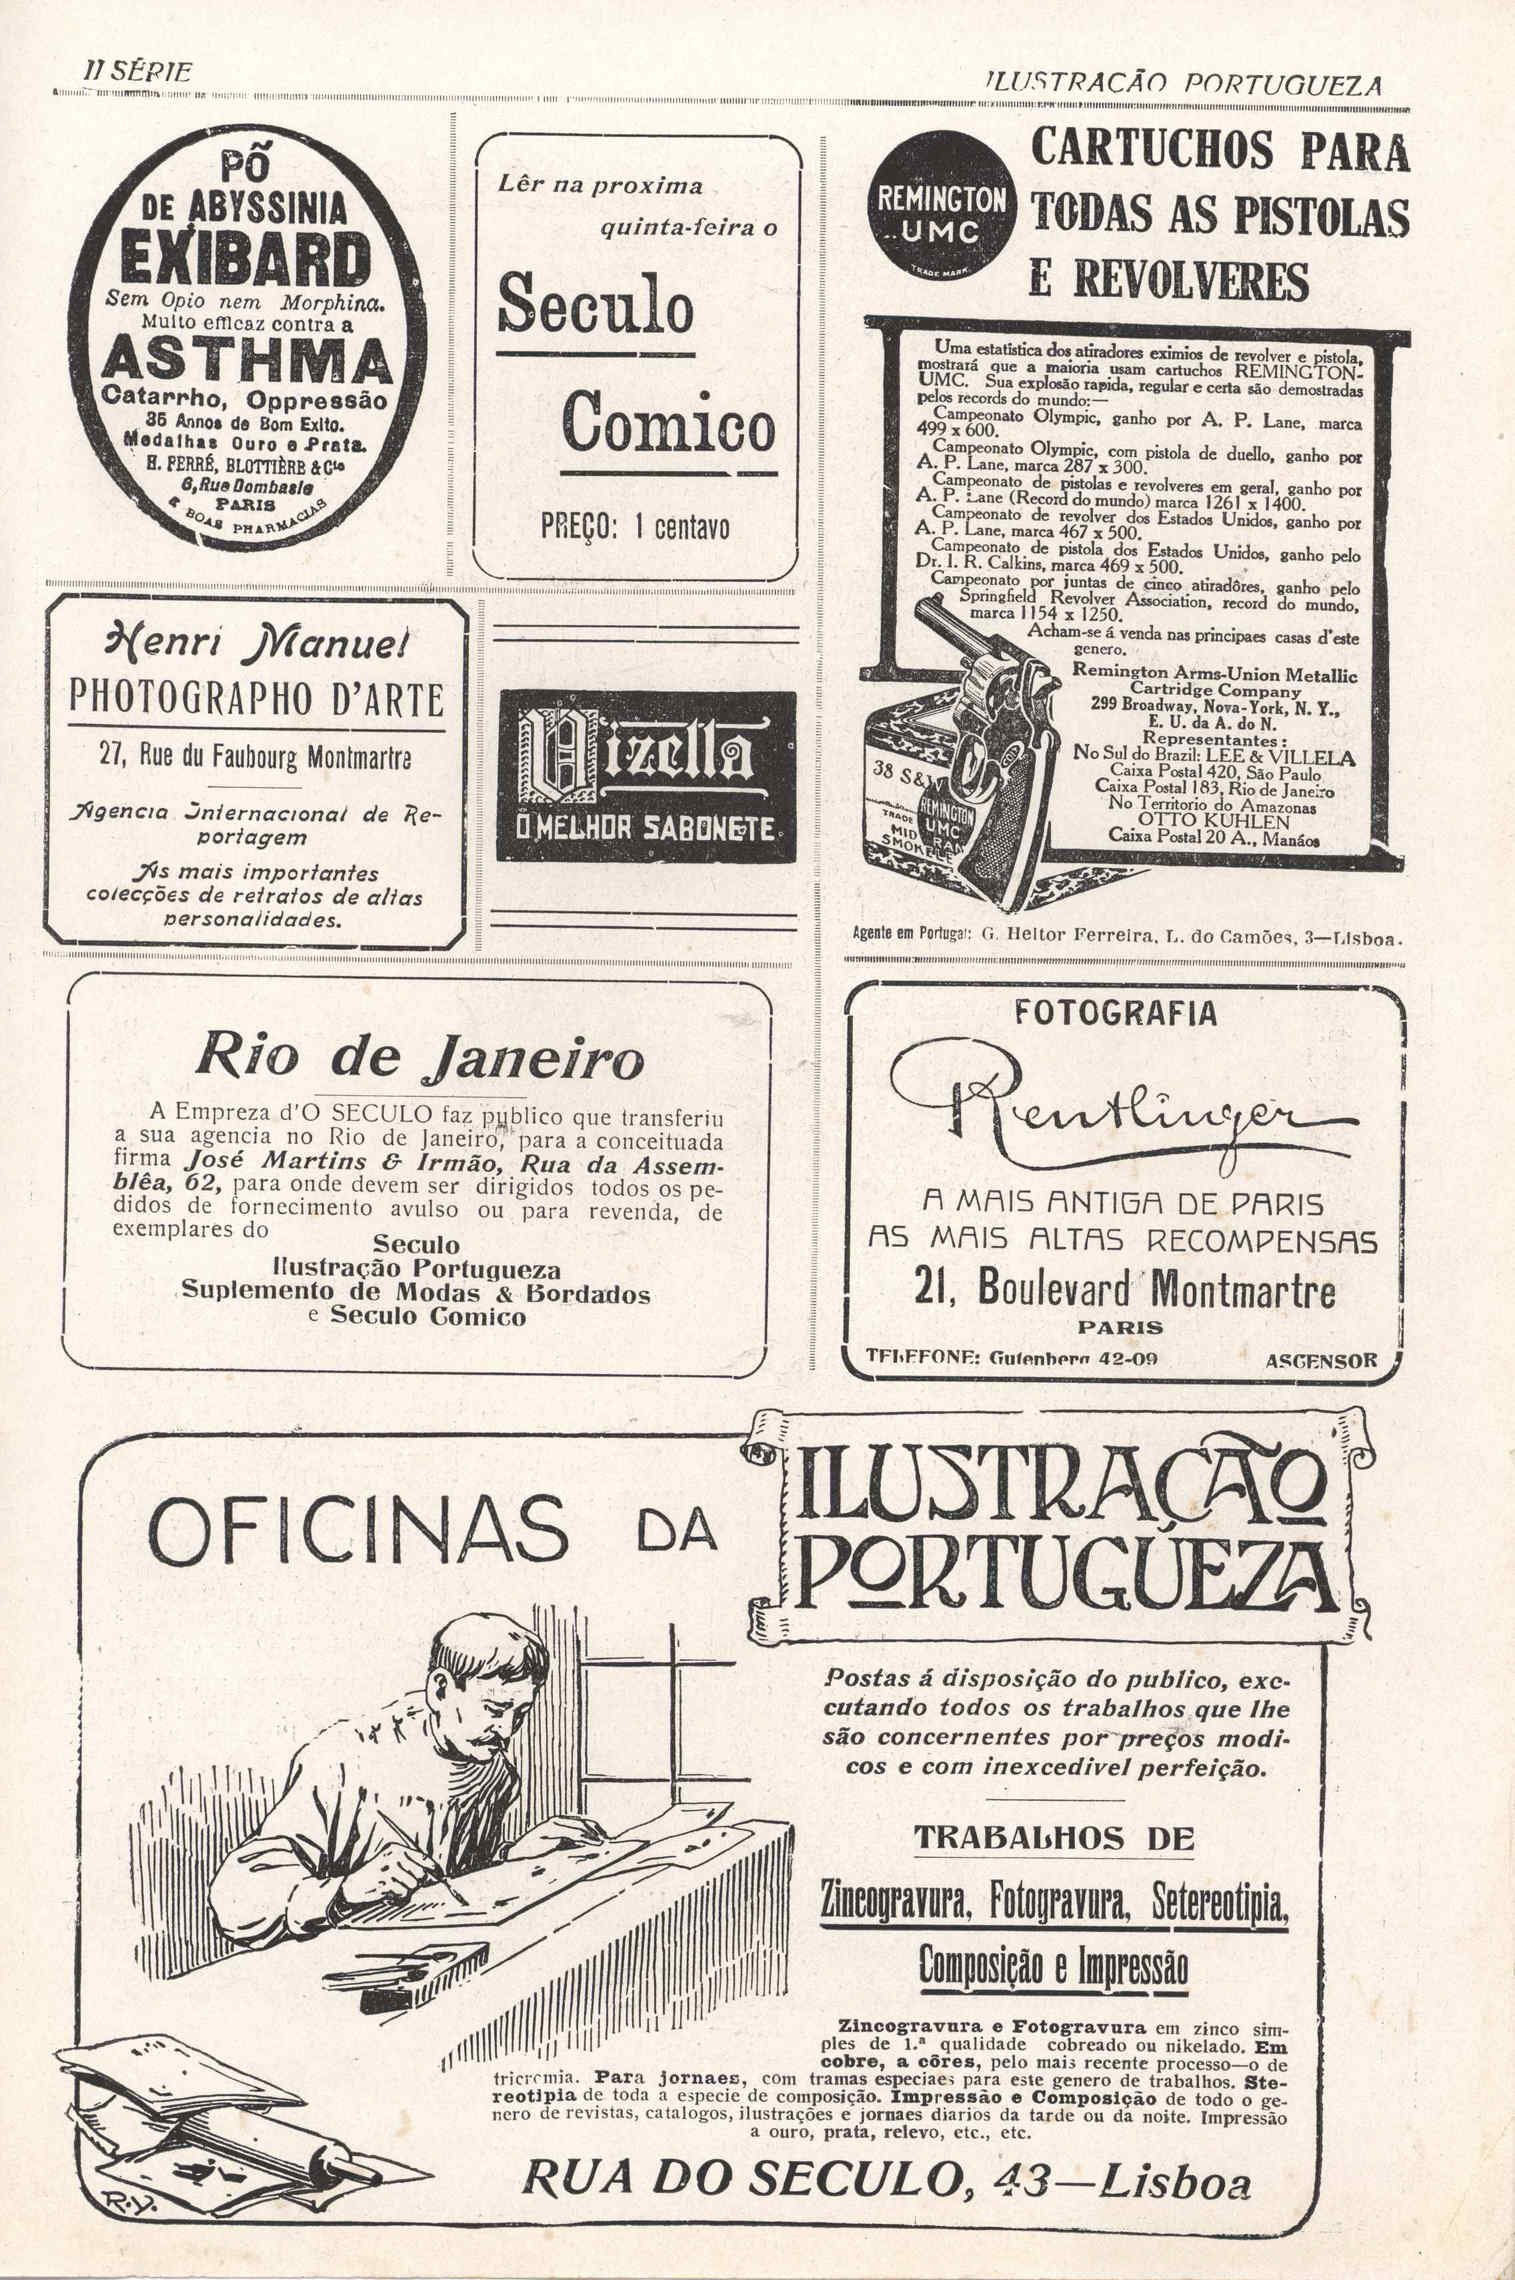 II SÉRIE
ILUSTRAÇÃO PORTUGUEZA
PÕ
DE ABYSSINIA
EXIBARD
Sem Opio nem Morphina.
Muito efficaz contra a
ASTHMA
Catarrho, Oppressão
35 Annos de Bom Exito.
Medalhas Ouro e Prata.
H. FERRÉ, BLOTTIÈRE & Cie
6, Rue Dombasle
PARIS
& BOAS PHARMACIAS
Lêr na proxima
quinta-feira o
Seculo
Comico
PREÇO: 1 centavo
REMINGTON
UMC
TRADE MARK.
CARTUCHOS PARA
TODAS AS PISTOLAS
E REVOLVERES
Uma estatistica dos atiradores eximios de revolver e pistola,
mostrará que a maioria usam cartuchos REMINGTON-
UMC. Sua explosão rapida, regular e certa são demostradas
pelos records do mundo:—
Campeonato Olympic, ganho por A. P. Lane, marca
499 x 600.
Campeonato Olympic, com pistola de duello, ganho por
A. P. Lane, marca 287 x 300.
Campeonato de pistolas e revolveres em geral, ganho por
A. P. Lane (Record do mundo) marca 1261 x 1400.
Campeonato de revolver dos Estados Unidos, ganho por
A. P. Lane, marca 467 x 500.
Campeonato de pistola dos Estados Unidos, ganho pelo
Dr. I. R. Calkins, marca 469 x 500.
Campeonato por juntas de cinco atiradôres, ganho pelo
Springfield Revolver Association, record do mundo,
marca 1154 x 1250.
Acham-se á venda nas principaes casas d'este
genero.
Remington Arms-Union Metallic
Cartridge Company
299 Broadway, Nova-York, N. Y.,
E. U. da A. do N.
Representantes:
No Sul do Brazil: LEE & VILLELA
Caixa Postal 420, São Paulo
Caixa Postal 183, Rio de Janeiro
No Territorio do Amazonas
OTTO KUHLEN
Caixa Postal 20 A., Manáos
38 S&W
TRADE
MID
SMOKELE
REMINGTON
UMC
Agente em Portugal: G. Heitor Ferreira, L. do Camões, 3—Lisboa.
Henri Manuel
PHOTOGRAPHO D'ARTE
27, Rue du Faubourg Montmartre
Agencia Internacional de Re-
portagem
As mais importantes
colecções de retratos de altas
personalidades.
Vizella
O MELHOR SABONETE.
Rio de Janeiro
A Empreza d'O SECULO faz publico que transferiu
a sua agencia no Rio de Janeiro, para a conceituada
firma José Martins & Irmão, Rua da Assem-
blêa, 62, para onde devem ser dirigidos todos os pe-
didos de fornecimento avulso ou para revenda, de
exemplares do
Seculo
Ilustração Portugueza
Suplemento de Modas & Bordados
e Seculo Comico
FOTOGRAFIA
Reutlinger
A MAIS ANTIGA DE PARIS
AS MAIS ALTAS RECOMPENSAS
21, Boulevard Montmartre
PARIS
TELEFONE: Gutenberg 42-09
ASCENSOR
OFICINAS DA
ILUSTRAÇÃO
PORTUGUEZA
Postas á disposição do publico, exe-
cutando todos os trabalhos que lhe
são concernentes por preços modi-
cos e com inexcedivel perfeição.
TRABALHOS DE
Zincogravura, Fotogravura, Setereotipia,
Composição e Impressão
Zincogravura e Fotogravura em zinco sim-
ples de 1.ª qualidade cobreado ou nikelado. Em
cobre, a côres, pelo mais recente processo—o de
tricromia. Para jornaes, com tramas especiaes para este genero de trabalhos. Ste-
reotipia de toda a especie de composição. Impressão e Composição de todo o ge-
nero de revistas, catalogos, ilustrações e jornaes diarios da tarde ou da noite. Impressão
a ouro, prata, relevo, etc., etc.
RUA DO SECULO, 43—Lisboa
R.V.